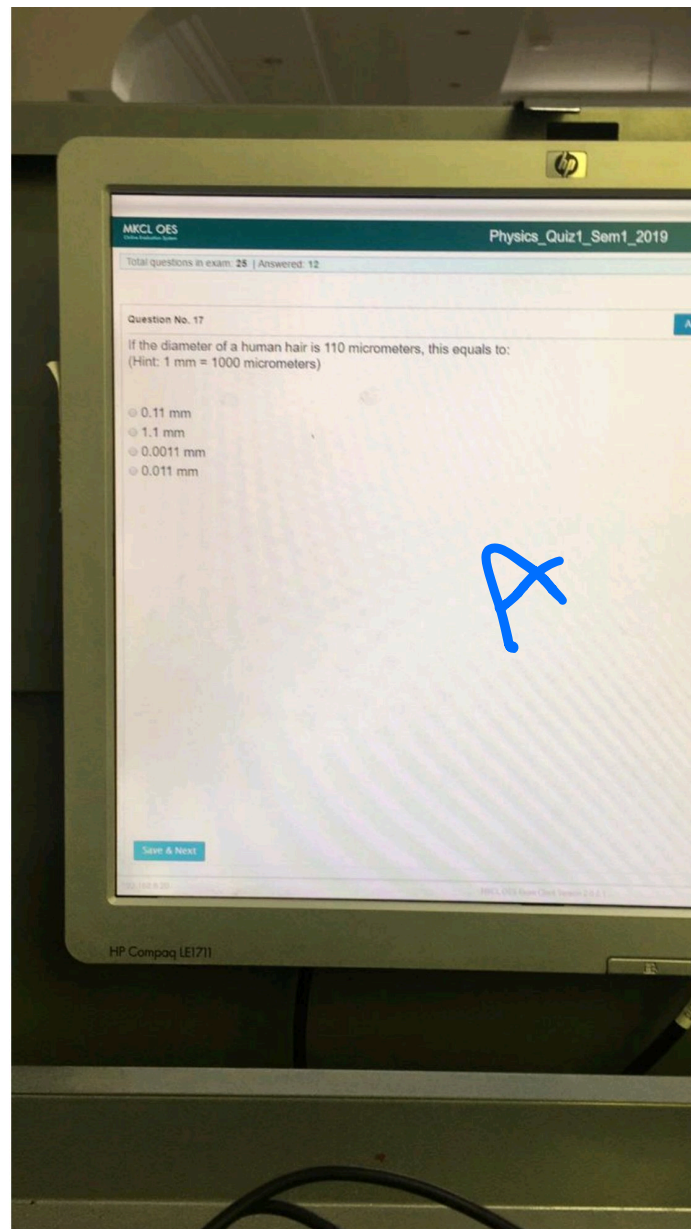 hp
MKCL OES
Physics_Quiz1_Sem1_2019
Total questions in exam: 25 | Answered: 12
Question No. 17
If the diameter of a human hair is 110 micrometers, this equals to:
(Hint: 1 mm = 1000 micrometers)
0.11 mm
1.1 mm
0.0011 mm
0.011 mm
A
Save & Next
HP Compaq LE1711